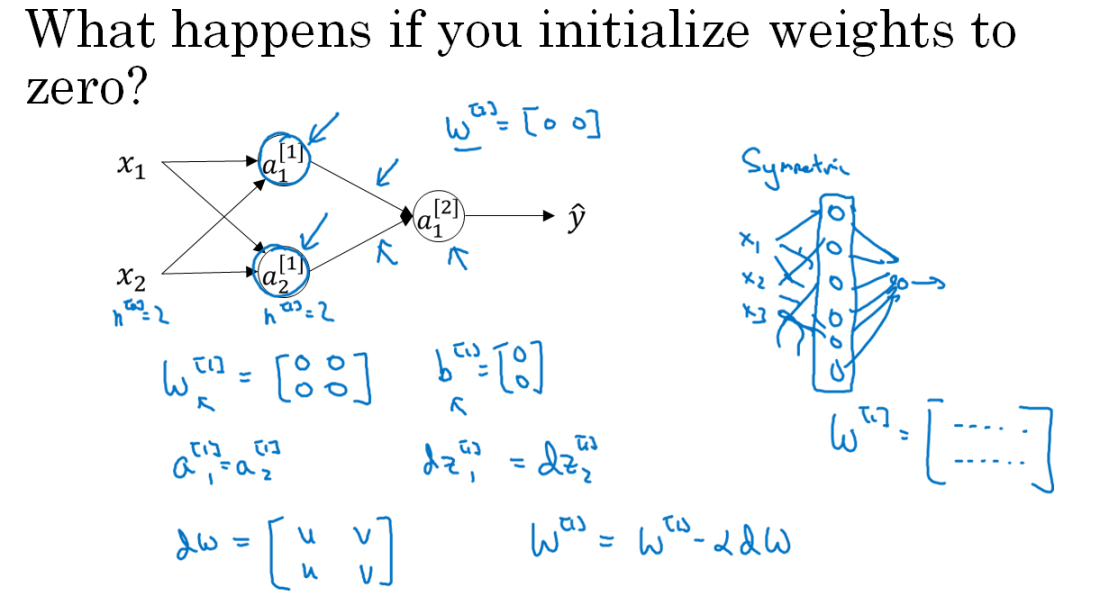 What happens if you initialize weights to
zero?
w^[2] = [0 0]
x₁
a₁^[1]
a₁^[2]
ŷ
x₂
a₂^[1]
n^[0] = 2
n^[1] = 2
Symmetric
x₁
x₂
x₃
W^[1] = [0 0
0 0]
b^[1] = [0
0]
W^[1] = [.....
......]
a₁^[1] = a₂^[1]
dz₁^[1] = dz₂^[1]
dw = [u v
u v]
W^[1] = W^[1] - αdW